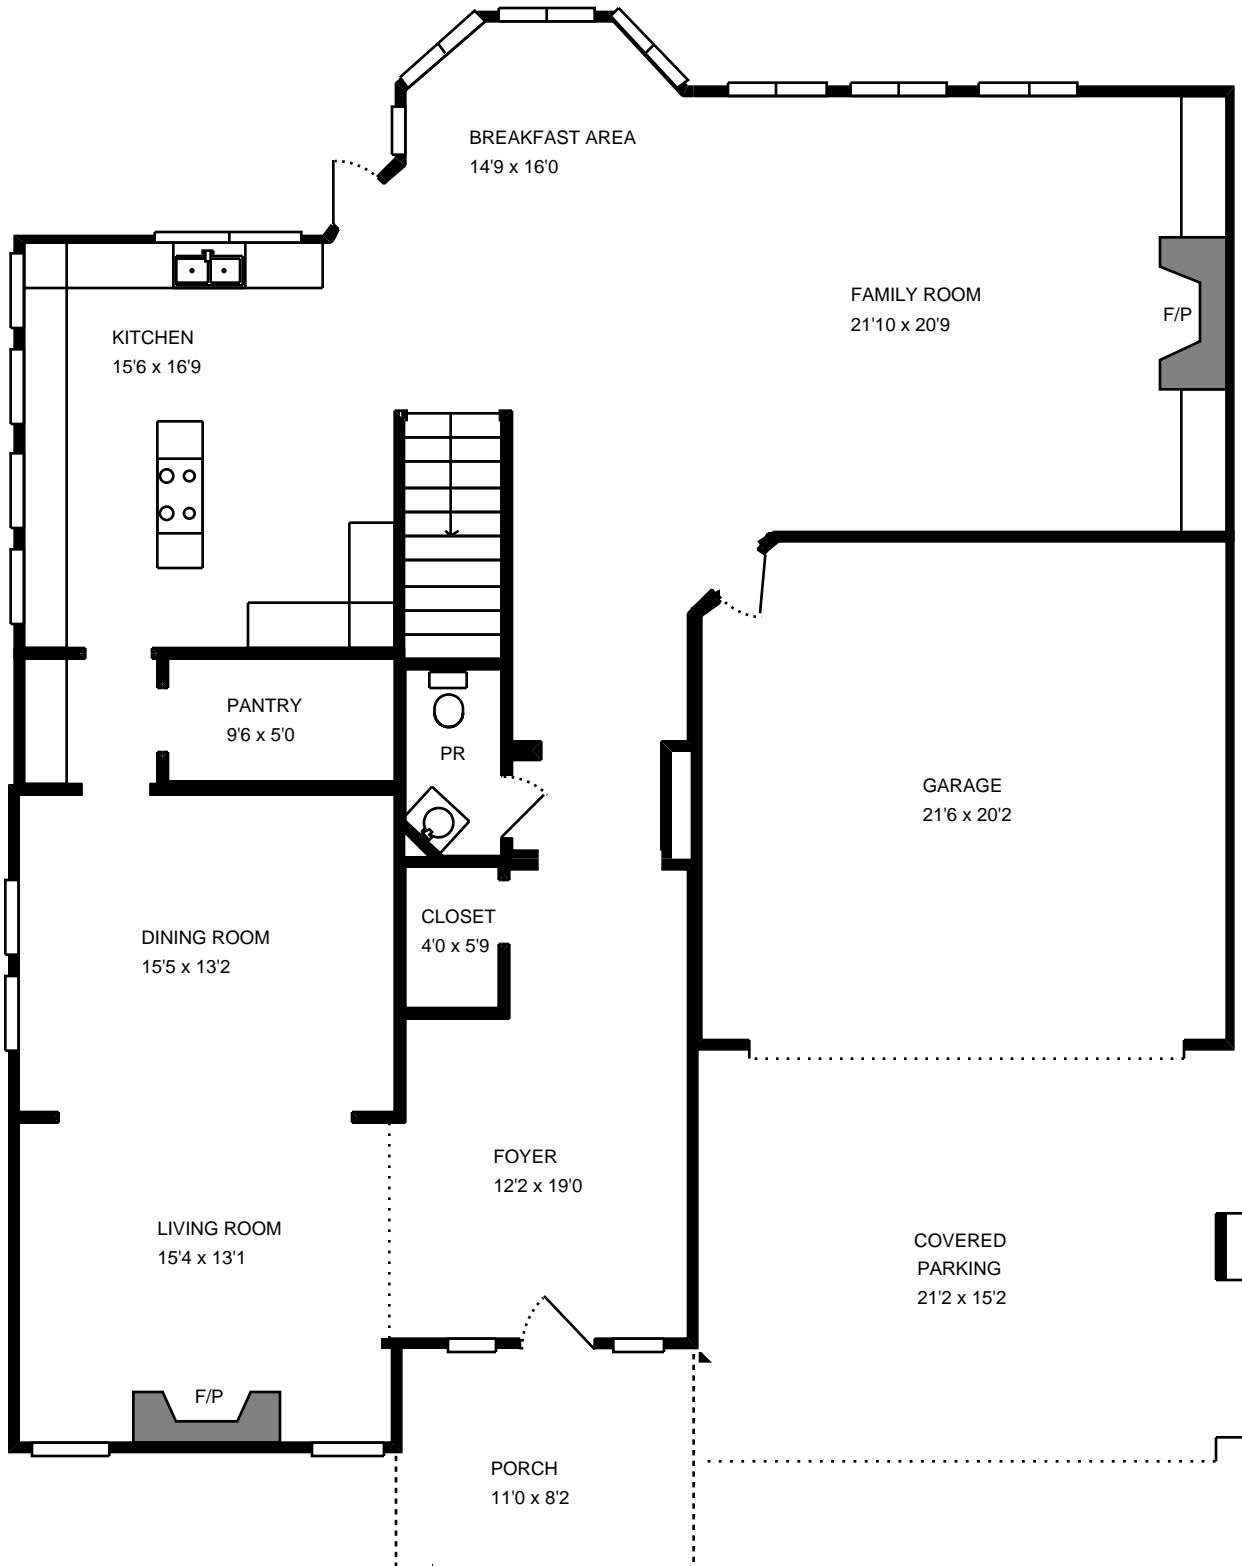 BREAKFAST AREA
14'9 x 16'0
FAMILY ROOM
21'10 x 20'9
F/P
KITCHEN
15'6 x 16'9
PANTRY
9'6 x 5'0
PR
GARAGE
21'6 x 20'2
CLOSET
4'0 x 5'9
DINING ROOM
15'5 x 13'2
FOYER
12'2 x 19'0
LIVING ROOM
15'4 x 13'1
COVERED
PARKING
21'2 x 15'2
F/P
PORCH
11'0 x 8'2